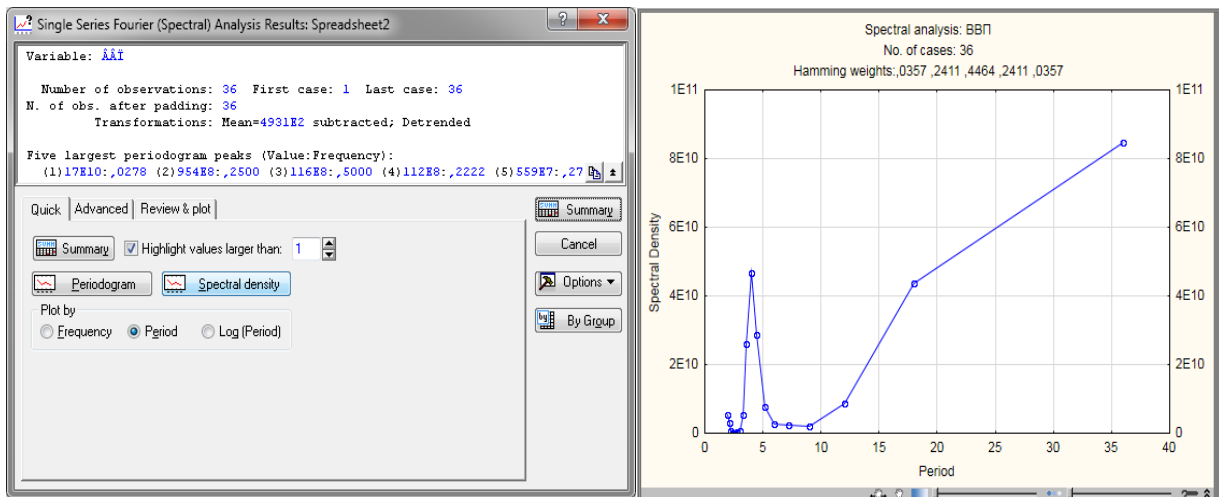 Single Series Fourier (Spectral) Analysis Results: Spreadsheet2
Variable: ÂÂÏ
Number of observations: 36 First case: 1 Last case: 36
N. of obs. after padding: 36
Transformations: Mean=4931E2 subtracted; Detrended
Five largest periodogram peaks (Value:Frequency):
(1)17E10:,0278 (2)954E8:,2500 (3)116E8:,5000 (4)112E8:,2222 (5)559E7:,27
Quick Advanced Review & plot
Summary
Cancel
Options
By Group
Summary Highlight values larger than: 1
Periodogram Spectral density
Plot by
Frequency Period Log (Period)
Spectral analysis: ВВП
No. of cases: 36
Hamming weights:,0357 ,2411 ,4464 ,2411 ,0357
1E11 1E11
8E10 8E10
6E10 6E10
4E10 4E10
2E10 2E10
0 0
Spectral Density
0 5 10 15 20 25 30 35 40
Period